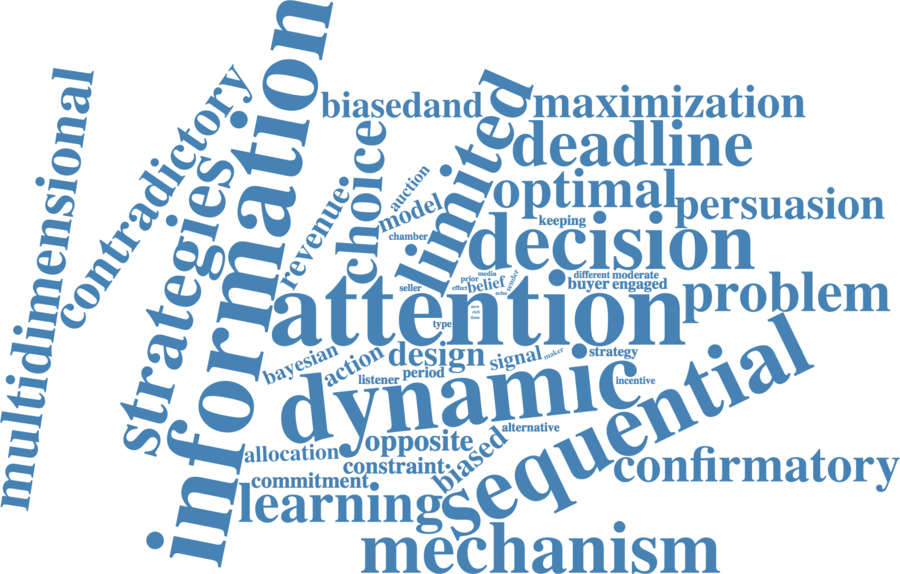 multidimensional
contradictory
strategies
information
biasedand
maximization
limited
deadline
choice
auction
revenue
model
optimal
persuasion
keeping
chamber
decision
media
prior
sender
effect
belief
echo
different
moderate
seller
buyer
engaged
attention
problem
new
type
bayesian
action
design
signal
maker
strategy
listener
period
incentive
dynamic
sequential
opposite
alternative
allocation
constraint
biased
commitment
confirmatory
learning
mechanism